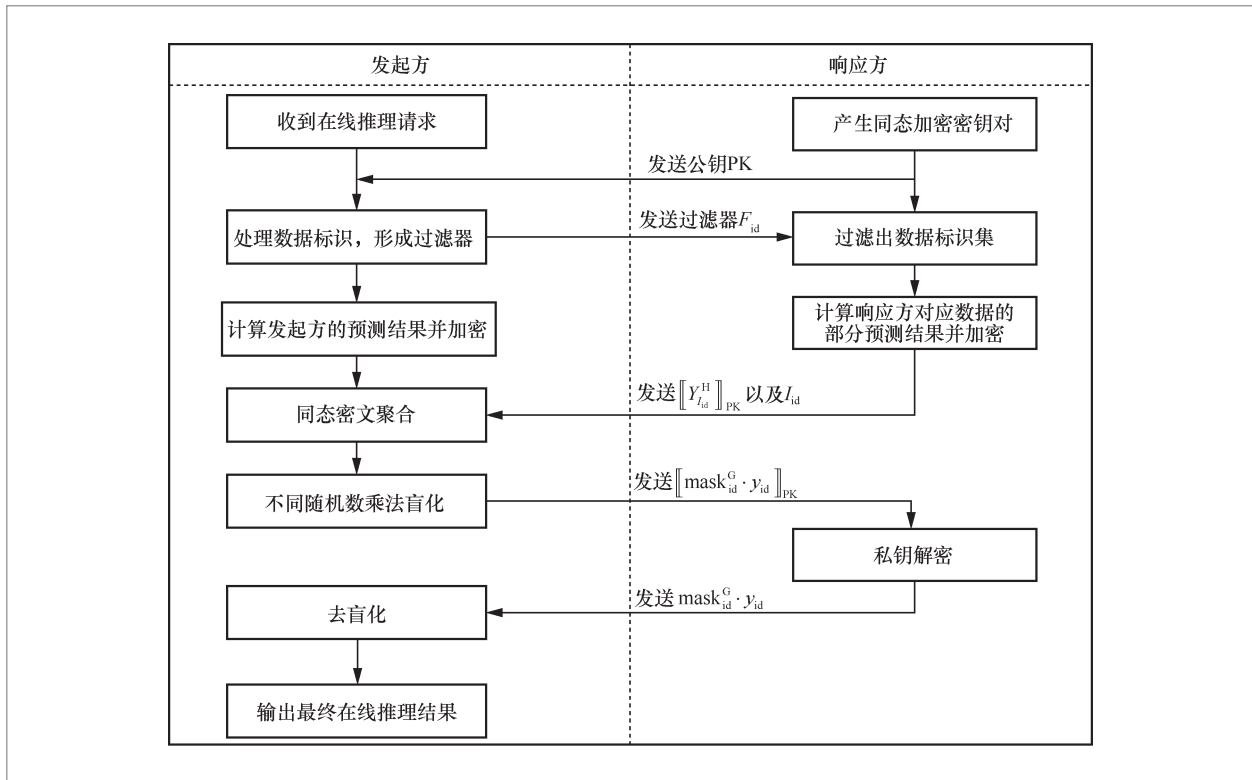 发起方
响应方
收到在线推理请求
产生同态加密密钥对
发送公钥PK
处理数据标识，形成过滤器
发送过滤器F_id
过滤出数据标识集
计算发起方的预测结果并加密
计算响应方对应数据的
部分预测结果并加密
发送⟦Y^H_{I_id}⟧_PK 以及I_id
同态密文聚合
不同随机数乘法盲化
发送⟦mask^G_id · y_id⟧_PK
私钥解密
发送 mask^G_id · y_id
去盲化
输出最终在线推理结果